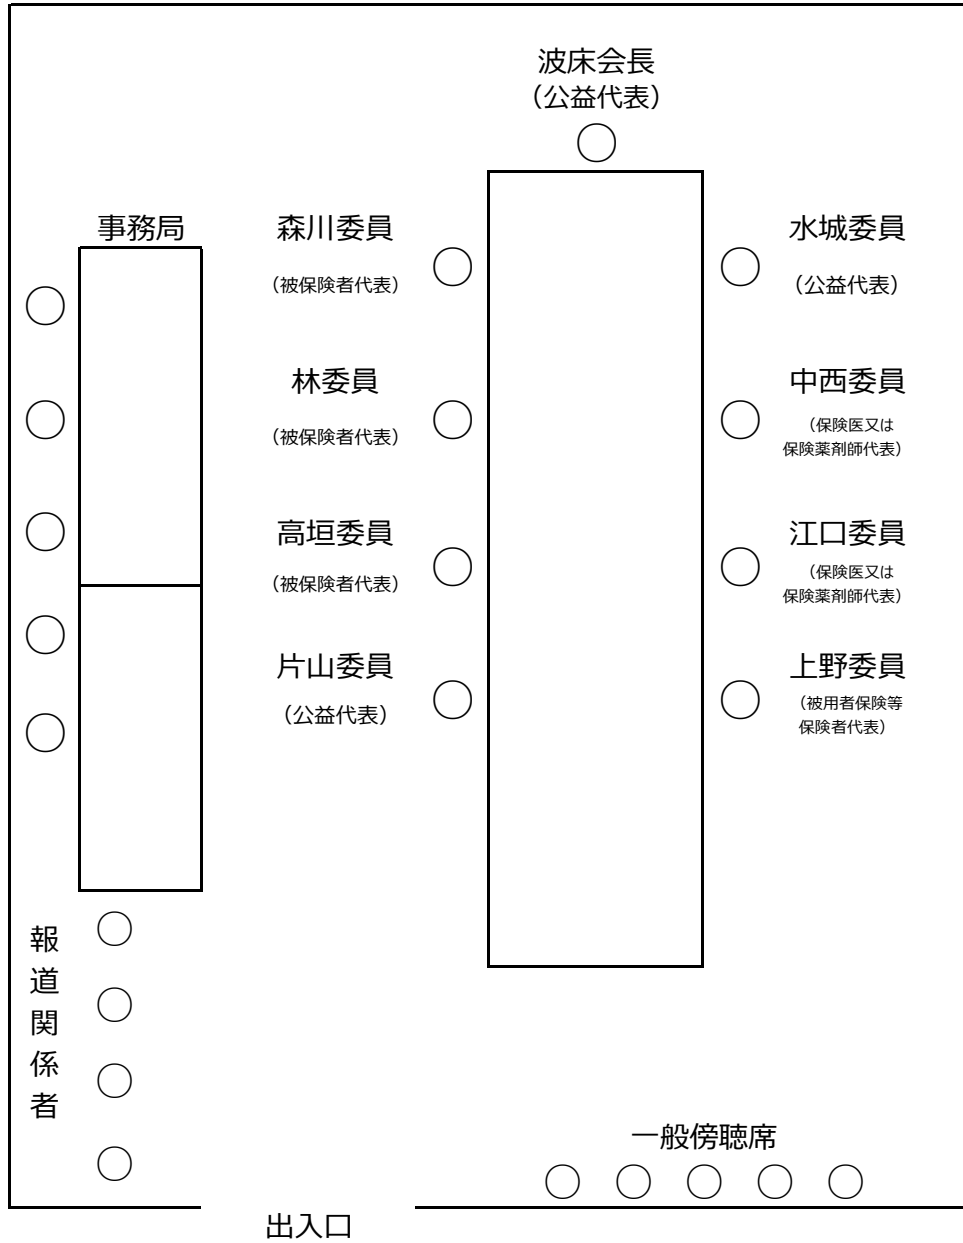 波床会長
（公益代表）
事務局
森川委員
（被保険者代表）
水城委員
（公益代表）
林委員
（被保険者代表）
中西委員
（保険医又は
保険薬剤師代表）
高垣委員
（被保険者代表）
江口委員
（保険医又は
保険薬剤師代表）
片山委員
（公益代表）
上野委員
（被用者保険等
保険者代表）
報道関係者
一般傍聴席
出入口